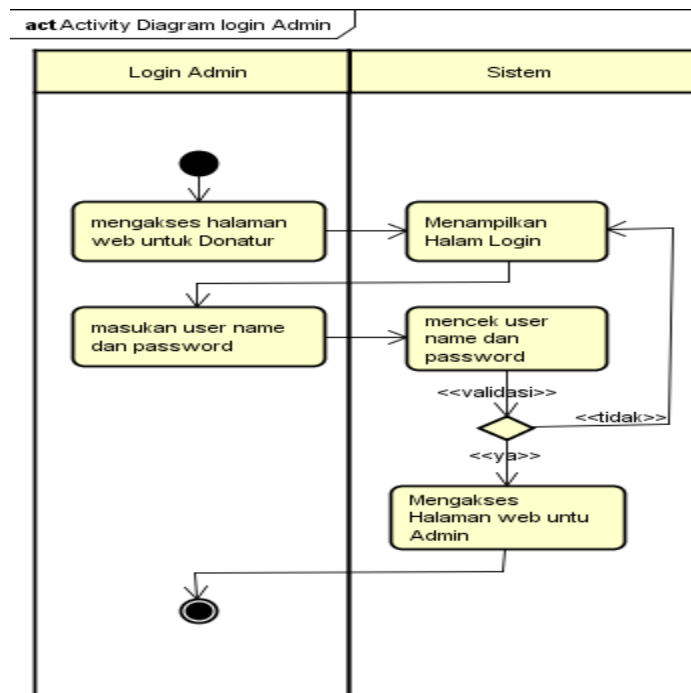 act Activity Diagram login Admin
Login Admin
Sistem
mengakses halaman
web untuk Donatur
Menampilkan
Halam Login
masukan user name
dan password
mencek user
name dan
password
<<validasi>>
<<tidak>>
<<ya>>
Mengakses
Halaman web untu
Admin